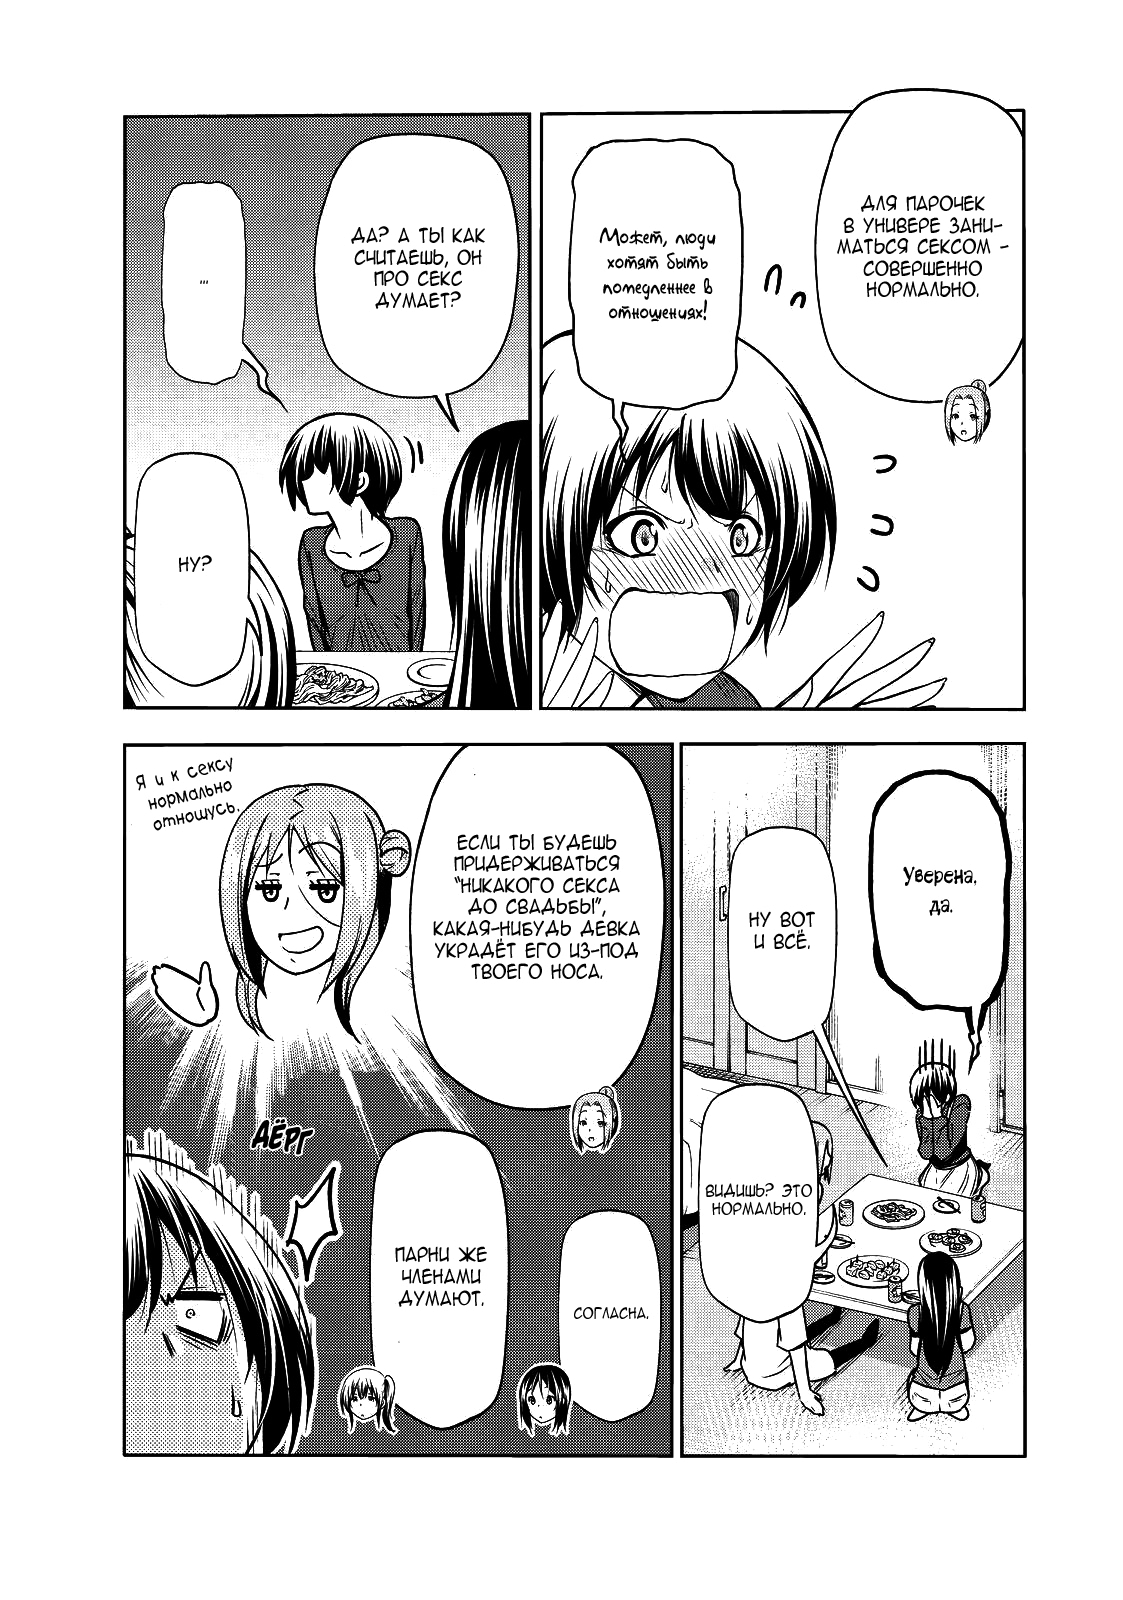 ДЛЯ ПАРОЧЕК
В УНИВЕРЕ ЗАНИ-
МАТЬСЯ СЕКСОМ -
СОВЕРШЕННО
НОРМАЛЬНО.
Может, люди
хотят быть
помедленнее в
отношениях!
ДА? А ТЫ КАК
СЧИТАЕШЬ, ОН
ПРО СЕКС
ДУМАЕТ?
...
НУ?
Уверена,
да.
НУ ВОТ
И ВСЁ.
ВИДИШЬ? ЭТО
НОРМАЛЬНО.
ЕСЛИ ТЫ БУДЕШЬ
ПРИДЕРЖИВАТЬСЯ
"НИКАКОГО СЕКСА
ДО СВАДЬБЫ",
КАКАЯ-НИБУДЬ ДЕВКА
УКРАДЁТ ЕГО ИЗ-ПОД
ТВОЕГО НОСА.
Я и к сексу
нормально
отношусь.
СОГЛАСНА.
ПАРНИ ЖЕ
ЧЛЕНАМИ
ДУМАЮТ.
ДЁРГ